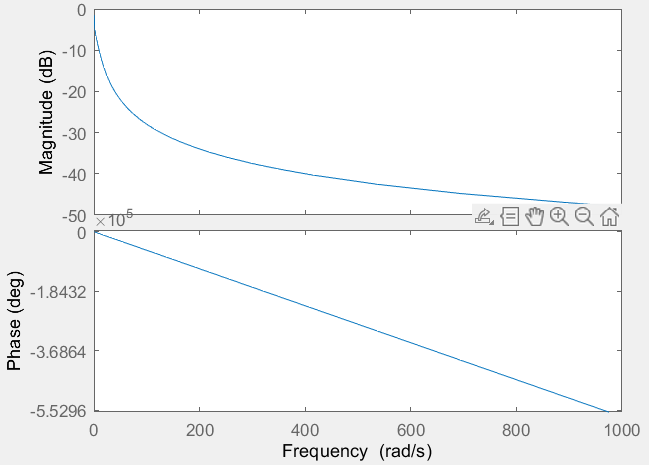 0
-10
-20
-30
-40
-50
Magnitude (dB)
×10^5
0
-1.8432
-3.6864
-5.5296
Phase (deg)
0 200 400 600 800 1000
Frequency (rad/s)